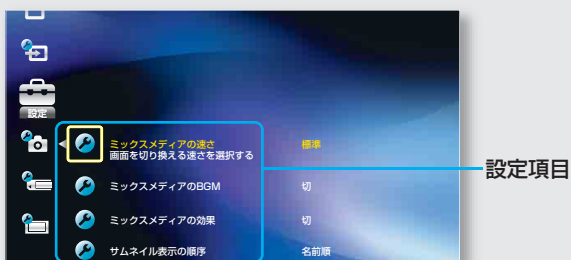 設定
ミックスメディアの速さ 標準
画面を切り換える速さを選択する
ミックスメディアのBGM 切
ミックスメディアの効果 切
サムネイル表示の順序 名前順
設定項目